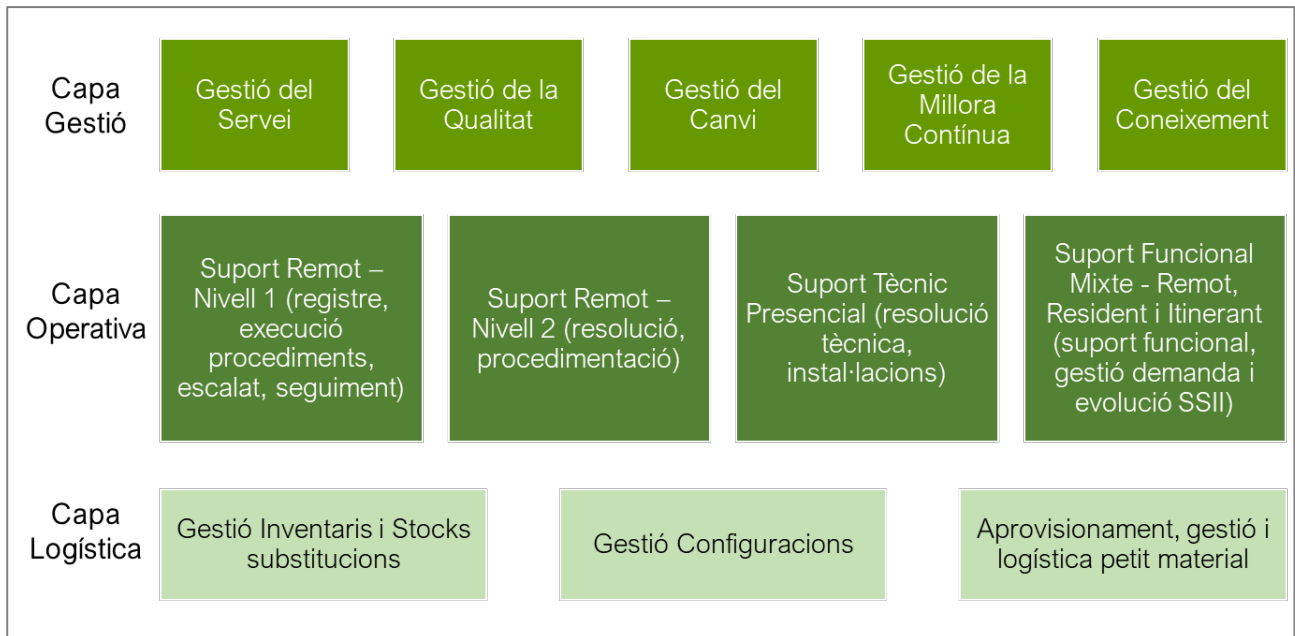 Capa
Gestió
Gestió del
Servei
Gestió de la
Qualitat
Gestió del
Canvi
Gestió de la
Millora
Contínua
Gestió del
Coneixement
Capa
Operativa
Suport Remot –
Nivell 1 (registre,
execució
procediments,
escalat, seguiment)
Suport Remot –
Nivell 2 (resolució,
procedimentació)
Suport Tècnic
Presencial (resolució
tècnica,
instal·lacions)
Suport Funcional
Mixte - Remot,
Resident i Itinerant
(suport funcional,
gestió demanda i
evolució SSII)
Capa
Logística
Gestió Inventaris i Stocks
substitucions
Gestió Configuracions
Aprovisionament, gestió i
logística petit material